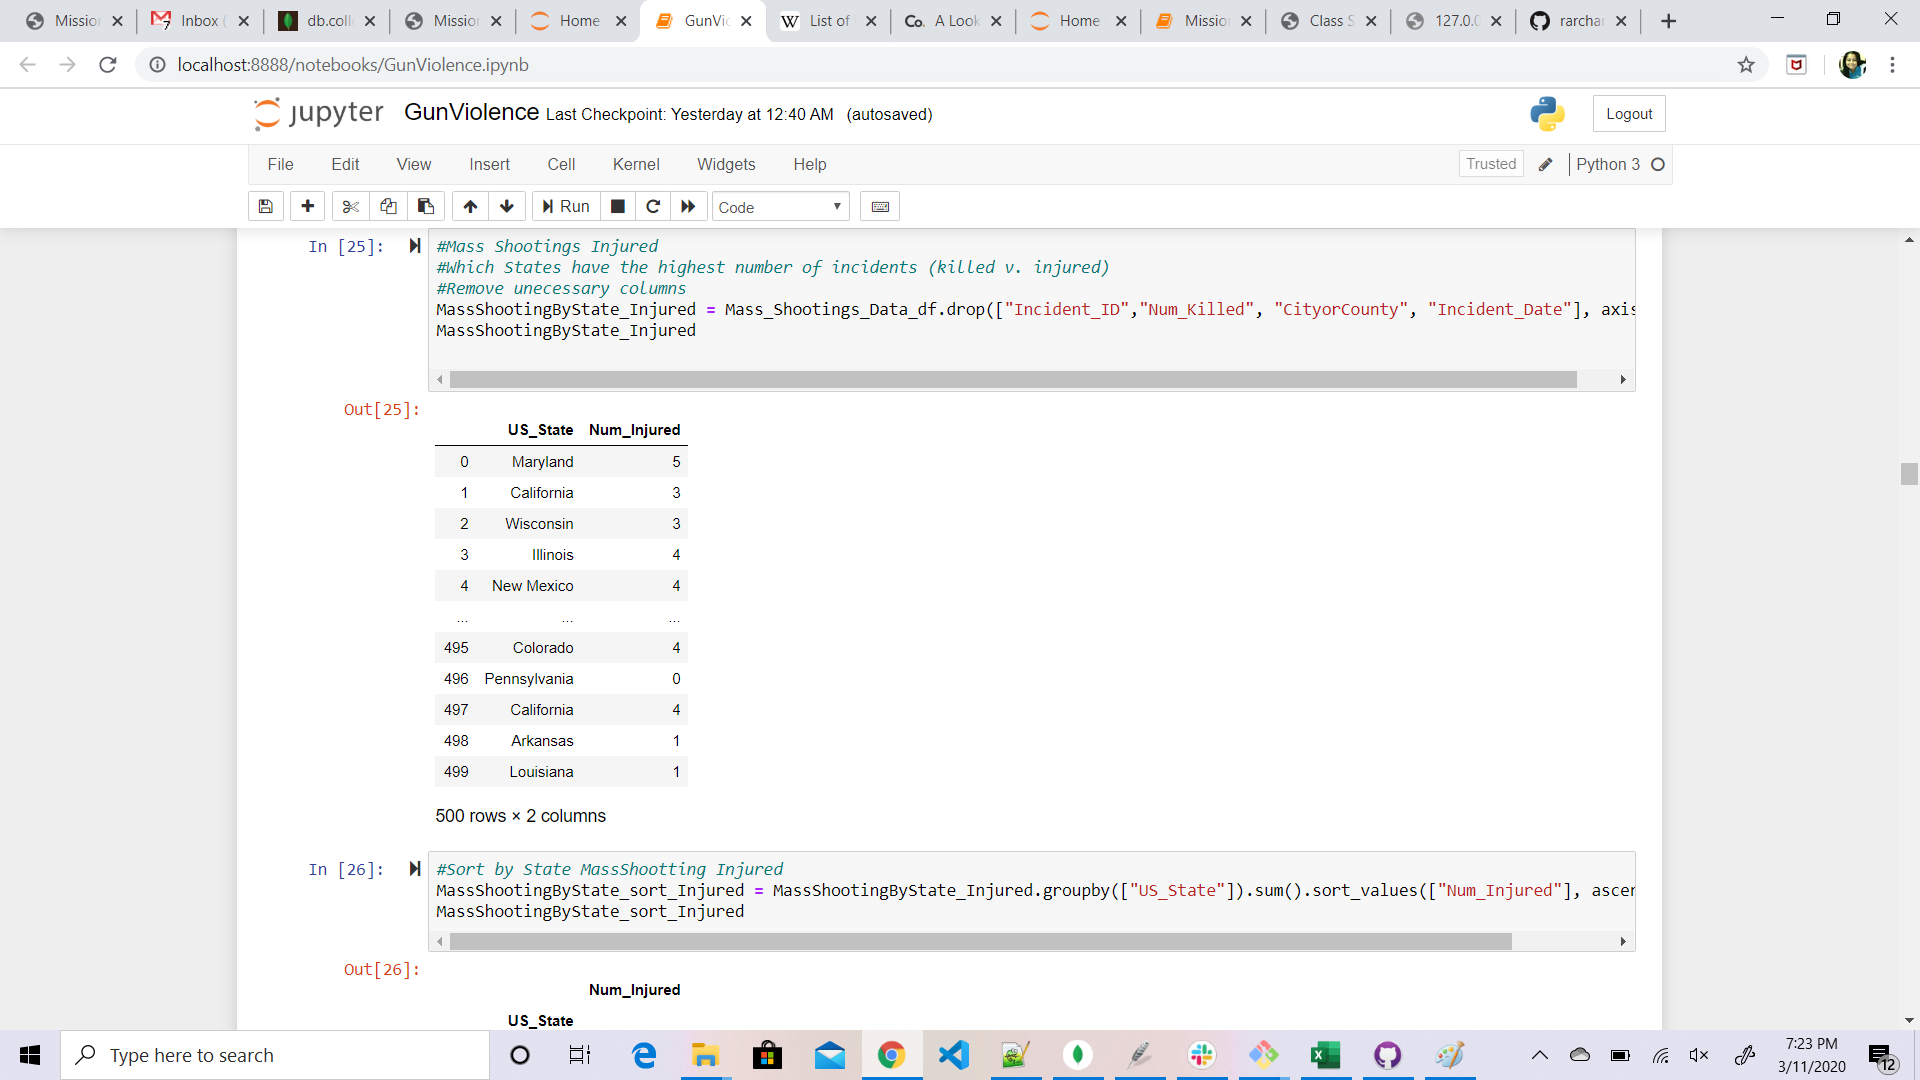 Mission
Inbox (
db.colle
Mission
Home
GunVio
List of
A Look
Home
Mission
Class S
127.0.0
rarchar
localhost:8888/notebooks/GunViolence.ipynb
jupyter GunViolence Last Checkpoint: Yesterday at 12:40 AM (autosaved)
Logout
File Edit View Insert Cell Kernel Widgets Help
Trusted Python 3
Run Code
In [25]:
#Mass Shootings Injured
#Which States have the highest number of incidents (killed v. injured)
#Remove unecessary columns
MassShootingByState_Injured = Mass_Shootings_Data_df.drop(["Incident_ID","Num_Killed", "CityorCounty", "Incident_Date"], axis
MassShootingByState_Injured
Out[25]:
US_State Num_Injured
0 Maryland 5
1 California 3
2 Wisconsin 3
3 Illinois 4
4 New Mexico 4
... ... ...
495 Colorado 4
496 Pennsylvania 0
497 California 4
498 Arkansas 1
499 Louisiana 1
500 rows × 2 columns
In [26]:
#Sort by State MassShootting Injured
MassShootingByState_sort_Injured = MassShootingByState_Injured.groupby(["US_State"]).sum().sort_values(["Num_Injured"], ascer
MassShootingByState_sort_Injured
Out[26]:
Num_Injured
US_State
Type here to search
7:23 PM
3/11/2020
12